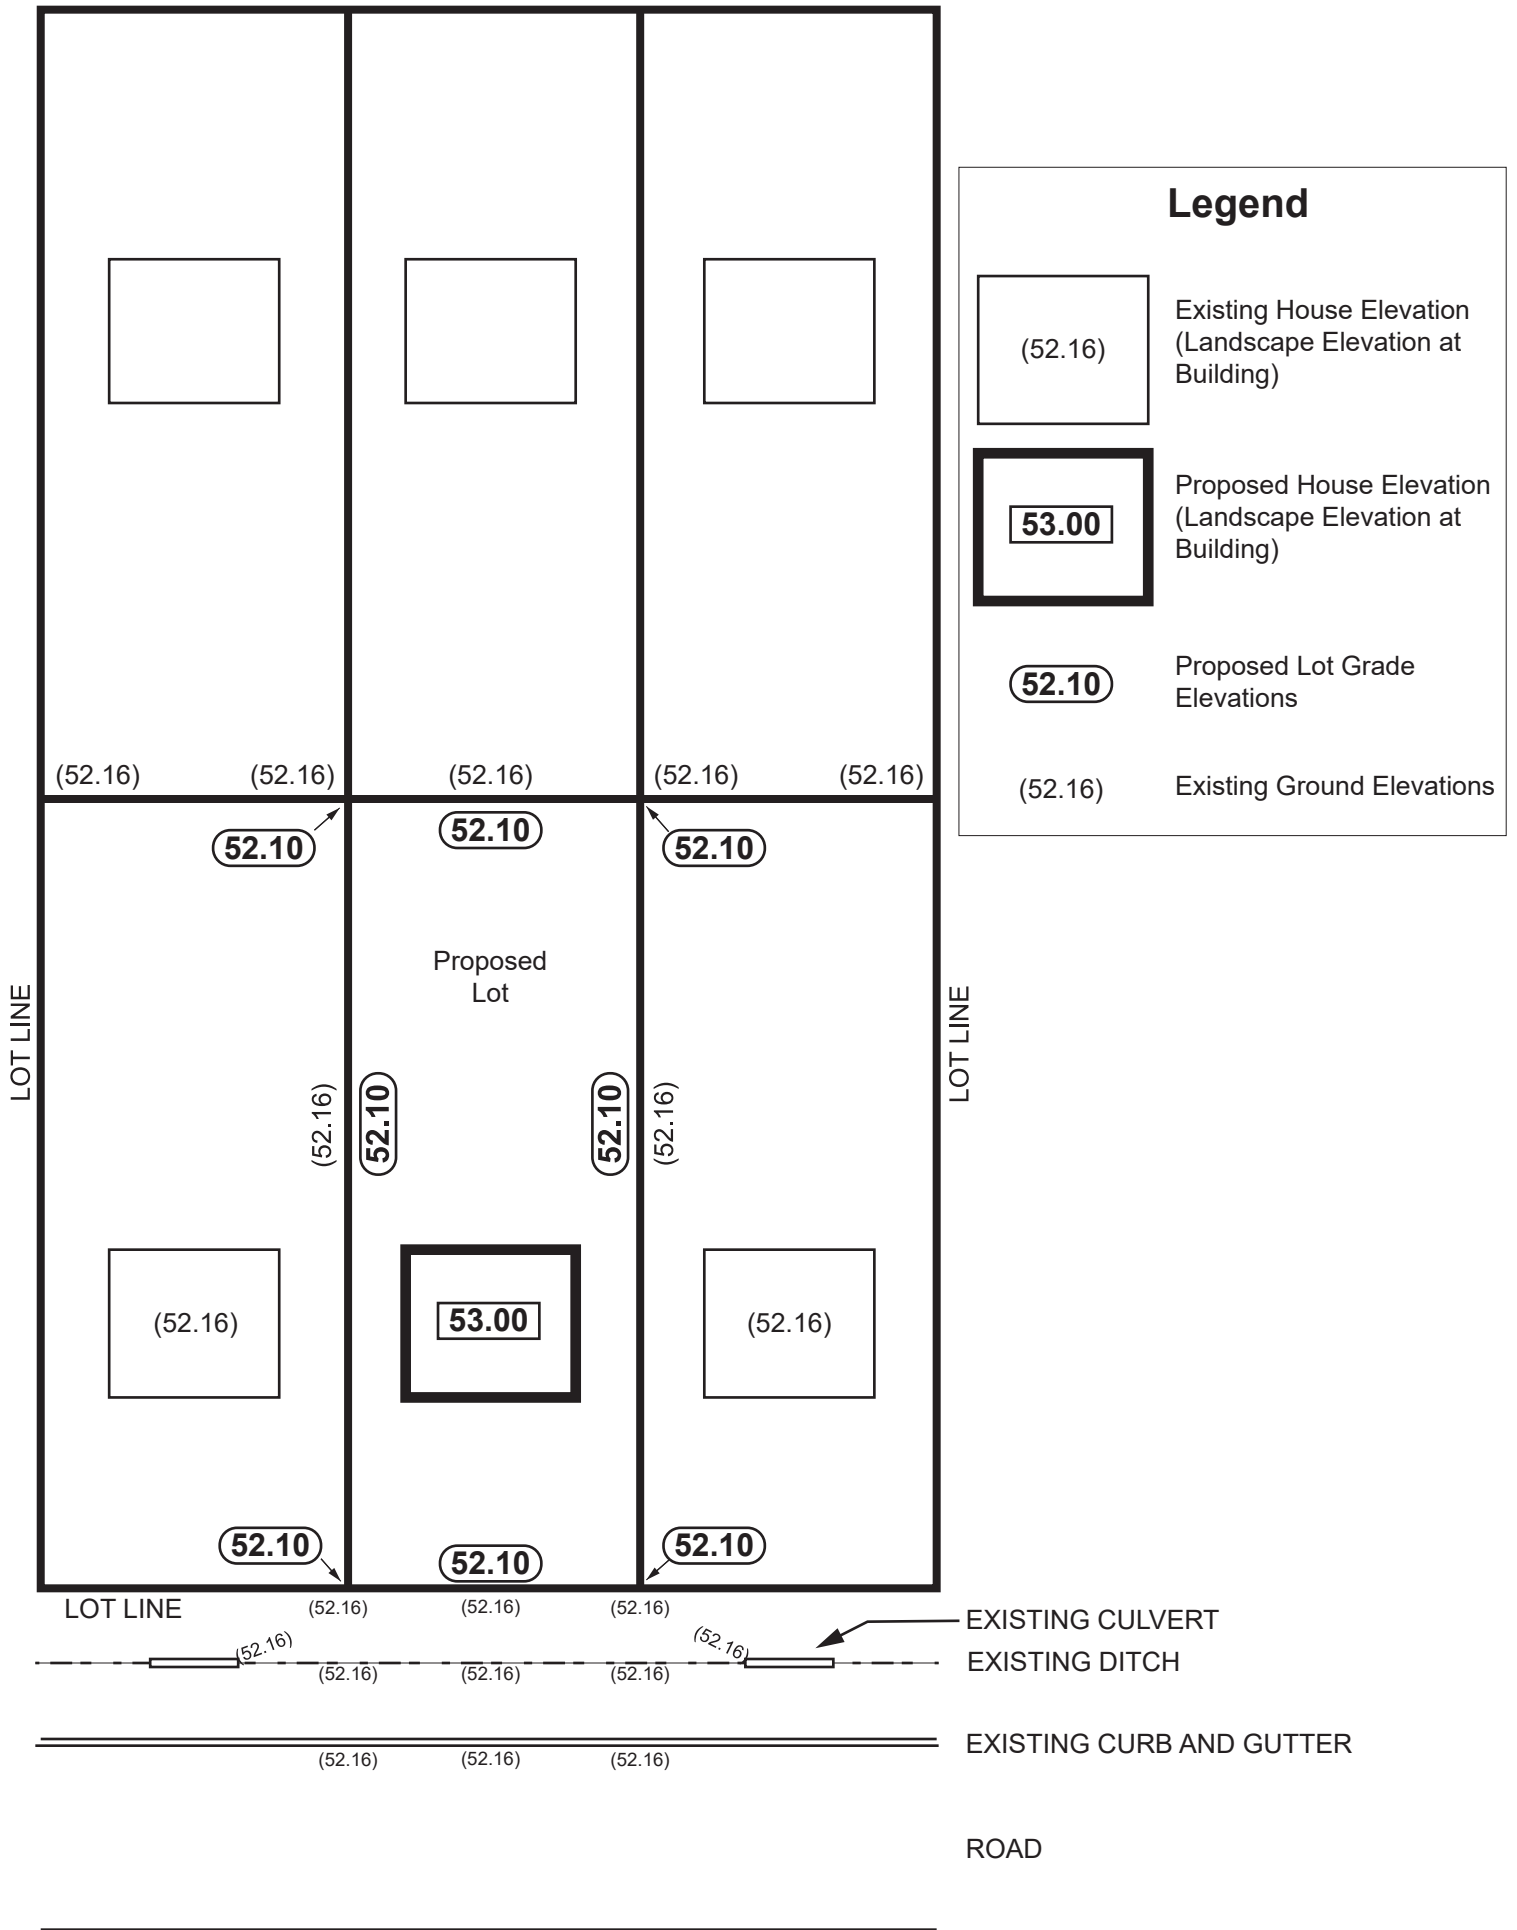 Legend
(52.16)
Existing House Elevation
(Landscape Elevation at
Building)
53.00
Proposed House Elevation
(Landscape Elevation at
Building)
52.10
Proposed Lot Grade
Elevations
(52.16)
Existing Ground Elevations
(52.16) (52.16) (52.16) (52.16) (52.16)
52.10 52.10 52.10
Proposed
Lot
LOT LINE
LOT LINE
(52.16) 52.10 52.10 (52.16)
(52.16) 53.00 (52.16)
52.10 52.10 52.10
LOT LINE (52.16) (52.16) (52.16)
EXISTING CULVERT
(52.16) (52.16)
EXISTING DITCH
(52.16) (52.16) (52.16)
EXISTING CURB AND GUTTER
(52.16) (52.16) (52.16)
ROAD